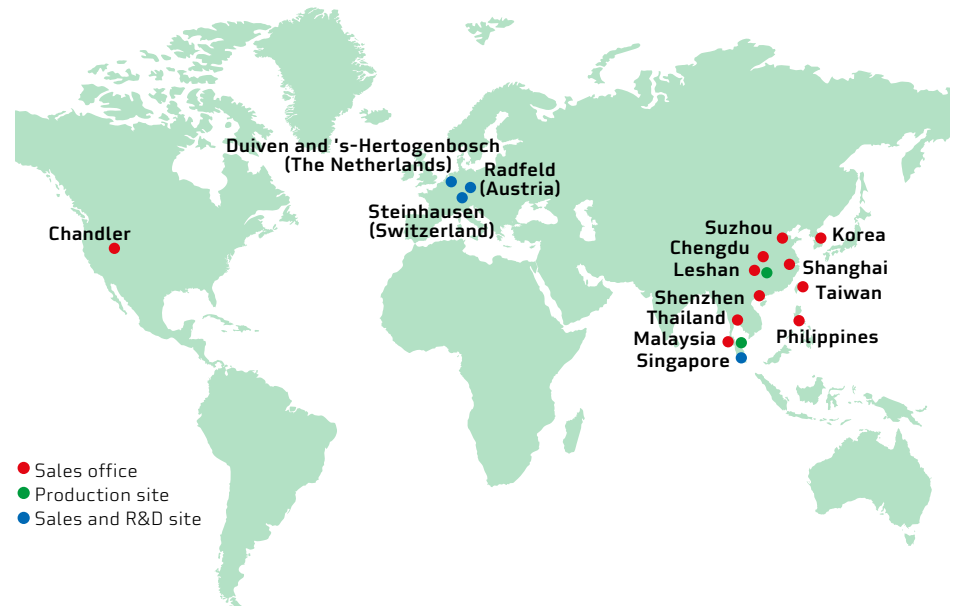 Duiven and 's-Hertogenbosch
(The Netherlands)
Radfeld
(Austria)
Steinhausen
(Switzerland)
Chandler
Suzhou
Korea
Chengdu
Leshan
Shanghai
Taiwan
Shenzhen
Thailand
Malaysia
Philippines
Singapore
Sales office
Production site
Sales and R&D site